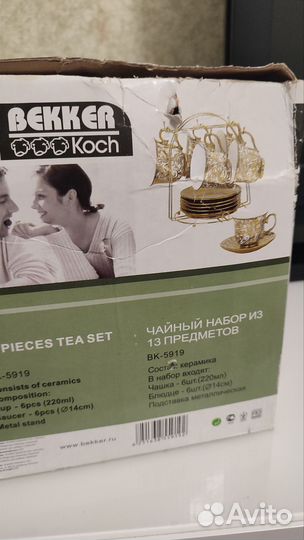 BEKKER
Koch
PIECES TEA SET
-5919
onsists of ceramics
omposition:
up - 6pcs (220ml)
aucer - 6pcs (Ø14cm)
Metal stand
www.bekker.ru
ЧАЙНЫЙ НАБОР ИЗ
13 ПРЕДМЕТОВ
BK-5919
Состав: керамика
В набор входят:
Чашка - 6шт.(220мл)
Блюдце - 6шт.(Ø14см)
Подставка металлическая
Avito